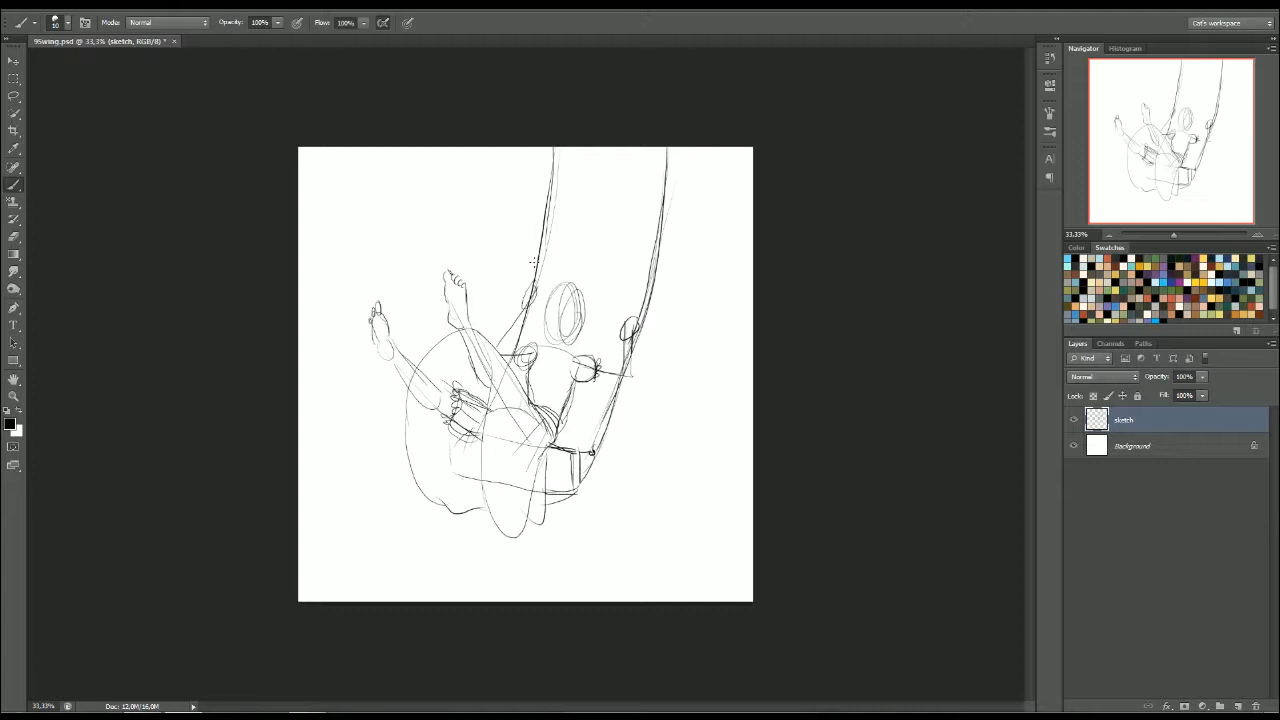 10 Mode: Normal Opacity: 100% Flow: 100% Cat's workspace
9Swing.psd @ 33,3% (sketch, RGB/8) * ×
Navigator Histogram
33,33%
Color Swatches
Layers Channels Paths
Kind
Normal Opacity: 100%
Lock: Fill: 100%
sketch
Background
33,33% Doc: 12,0M/16,0M